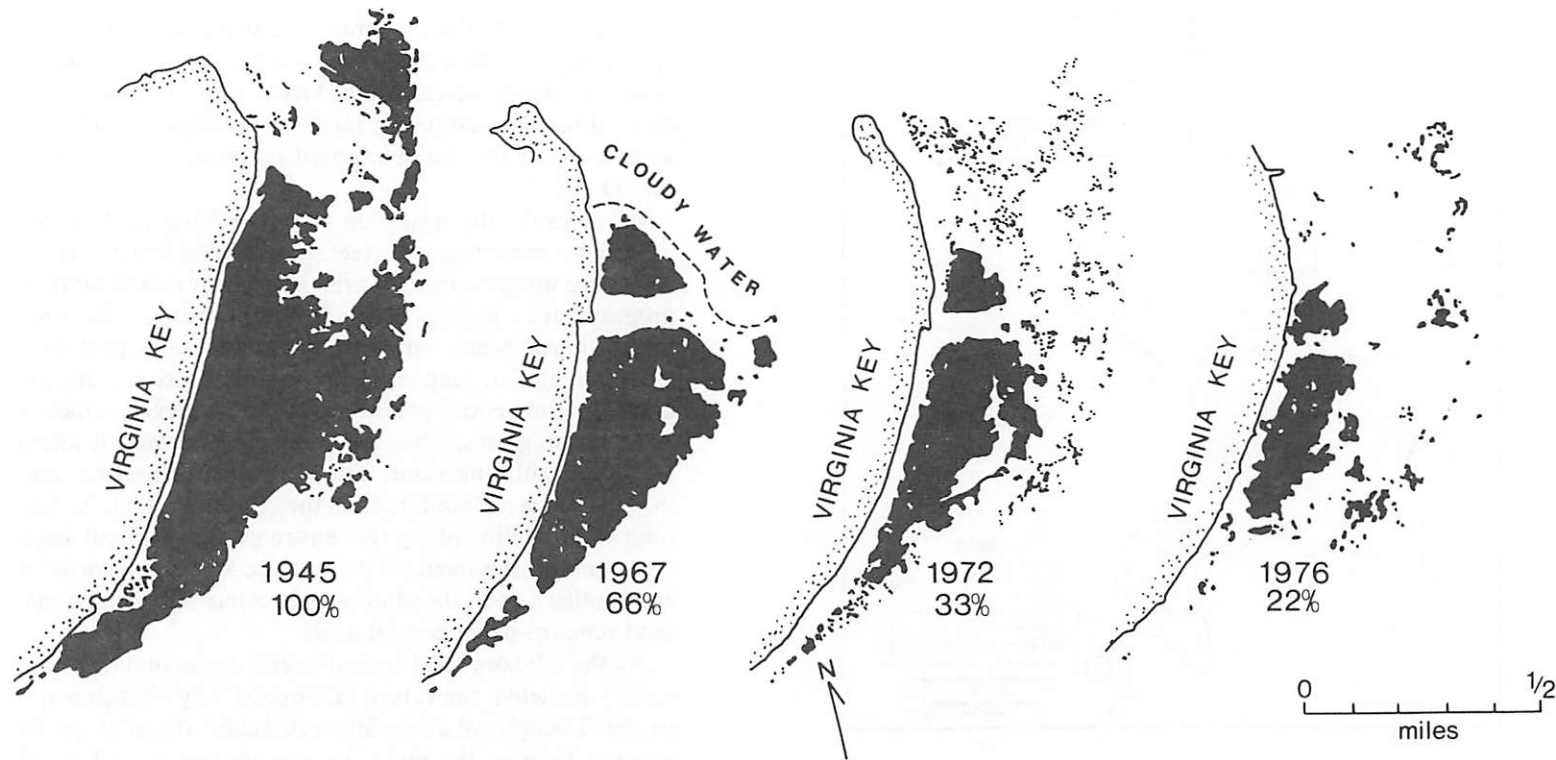 VIRGINIA KEY
1945
100%
CLOUDY WATER
VIRGINIA KEY
1967
66%
VIRGINIA KEY
1972
33%
N
VIRGINIA KEY
1976
22%
0 1/2
miles